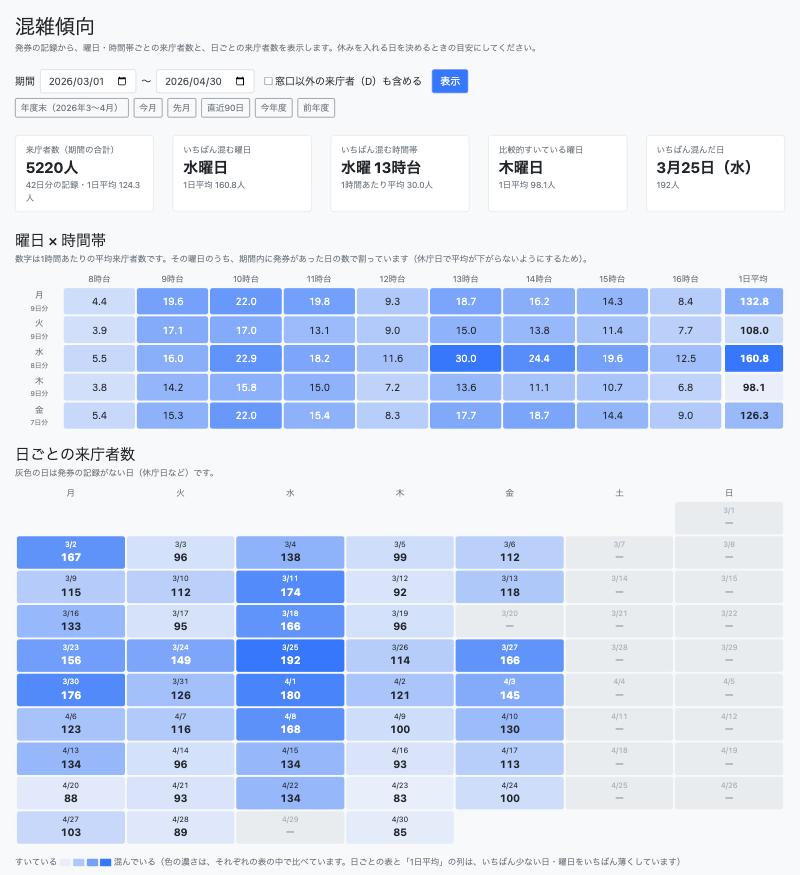 混雑傾向
発券の記録から、曜日・時間帯ごとの来庁者数と、日ごとの来庁者数を表示します。休みを入れる日を決めるときの目安にしてください。
期間 2026/03/01 〜 2026/04/30 窓口以外の来庁者（D）も含める 表示
年度末（2026年3〜4月） 今月 先月 直近90日 今年度 前年度
来庁者数（期間の合計） いちばん混む曜日 いちばん混む時間帯 比較的すいている曜日 いちばん混んだ日
5220人 水曜日 水曜 13時台 木曜日 3月25日（水）
42日分の記録・1日平均 124.3 1日平均 160.8人 1時間あたり平均 30.0人 1日平均 98.1人 192人
人
曜日 × 時間帯
数字は1時間あたりの平均来庁者数です。その曜日のうち、期間内に発券があった日の数で割っています（休庁日で平均が下がらないようにするため）。
8時台 9時台 10時台 11時台 12時台 13時台 14時台 15時台 16時台 1日平均
月 4.4 19.6 22.0 19.8 9.3 18.7 16.2 14.3 8.4 132.8
9日分
火 3.9 17.1 17.0 13.1 9.0 15.0 13.8 11.4 7.7 108.0
9日分
水 5.5 16.0 22.9 18.2 11.6 30.0 24.4 19.6 12.5 160.8
8日分
木 3.8 14.2 15.8 15.0 7.2 13.6 11.1 10.7 6.8 98.1
9日分
金 5.4 15.3 22.0 15.4 8.3 17.7 18.7 14.4 9.0 126.3
7日分
日ごとの来庁者数
灰色の日は発券の記録がない日（休庁日など）です。
月 火 水 木 金 土 日
3/1
—
3/2 3/3 3/4 3/5 3/6 3/7 3/8
167 96 138 99 112 — —
3/9 3/10 3/11 3/12 3/13 3/14 3/15
115 112 174 92 118 — —
3/16 3/17 3/18 3/19 3/20 3/21 3/22
133 95 166 96 — — —
3/23 3/24 3/25 3/26 3/27 3/28 3/29
156 149 192 114 166 — —
3/30 3/31 4/1 4/2 4/3 4/4 4/5
176 126 180 121 145 — —
4/6 4/7 4/8 4/9 4/10 4/11 4/12
123 116 168 100 130 — —
4/13 4/14 4/15 4/16 4/17 4/18 4/19
134 96 134 93 113 — —
4/20 4/21 4/22 4/23 4/24 4/25 4/26
88 93 134 83 100 — —
4/27 4/28 4/29 4/30
103 89 — 85
すいている 混んでいる（色の濃さは、それぞれの表の中で比べています。日ごとの表と「1日平均」の列は、いちばん少ない日・曜日をいちばん薄くしています）